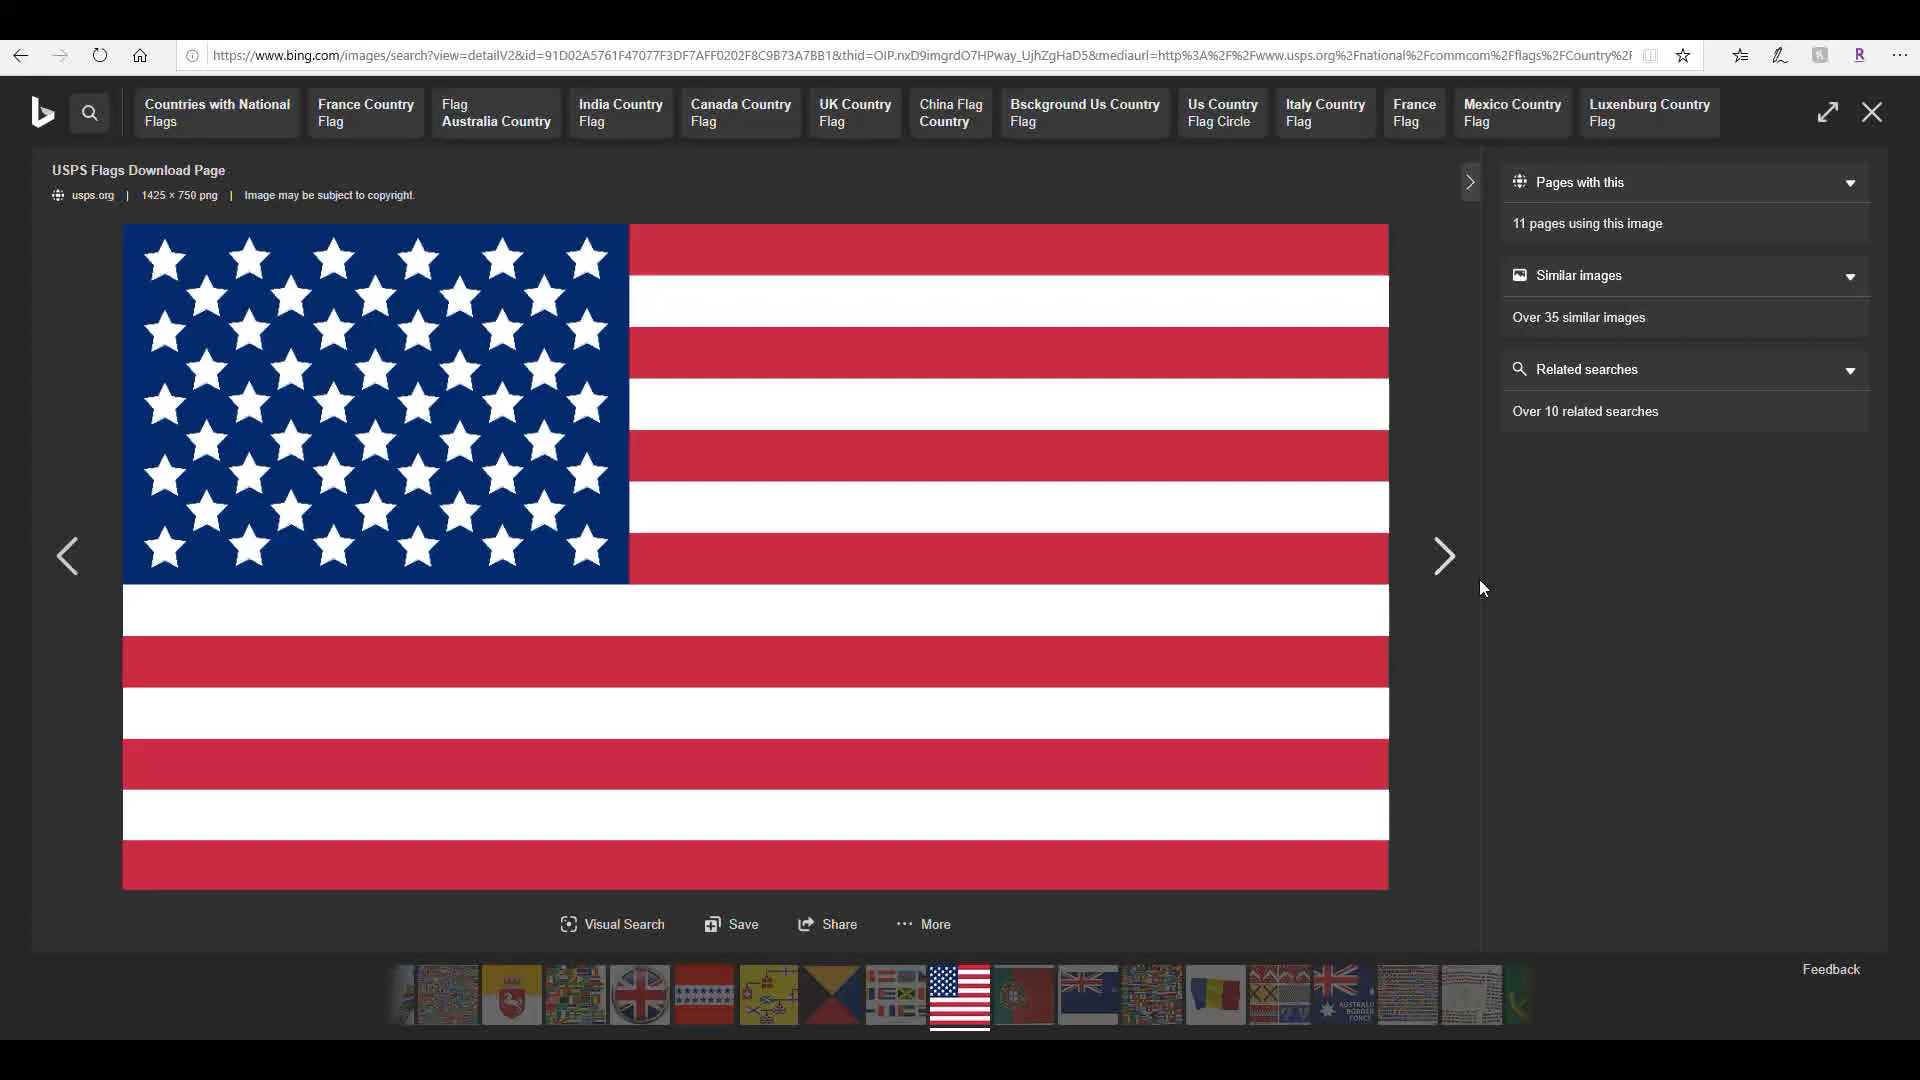 https://www.bing.com/images/search?view=detailV2&id=91D02A5761F47077F3DF7AFF0202F8C9B73A7BB1&thid=OIP.nxD9imgrdO7HPway_UjhZgHaD5&mediaurl=http%3A%2F%2Fwww.usps.org%2Fnational%2Fcommcom%2Fflags%2FCountry%2F
R
Countries with National
Flags
France Country
Flag
Flag
Australia Country
India Country
Flag
Canada Country
Flag
UK Country
Flag
China Flag
Country
Bsckground Us Country
Flag
Us Country
Flag Circle
Italy Country
Flag
France
Flag
Mexico Country
Flag
Luxenburg Country
Flag
USPS Flags Download Page
usps.org | 1425 × 750 png | Image may be subject to copyright.
Pages with this
11 pages using this image
Similar images
Over 35 similar images
Related searches
Over 10 related searches
Visual Search
Save
Share
More
AUSTRALIAN
BORDER
FORCE
Feedback